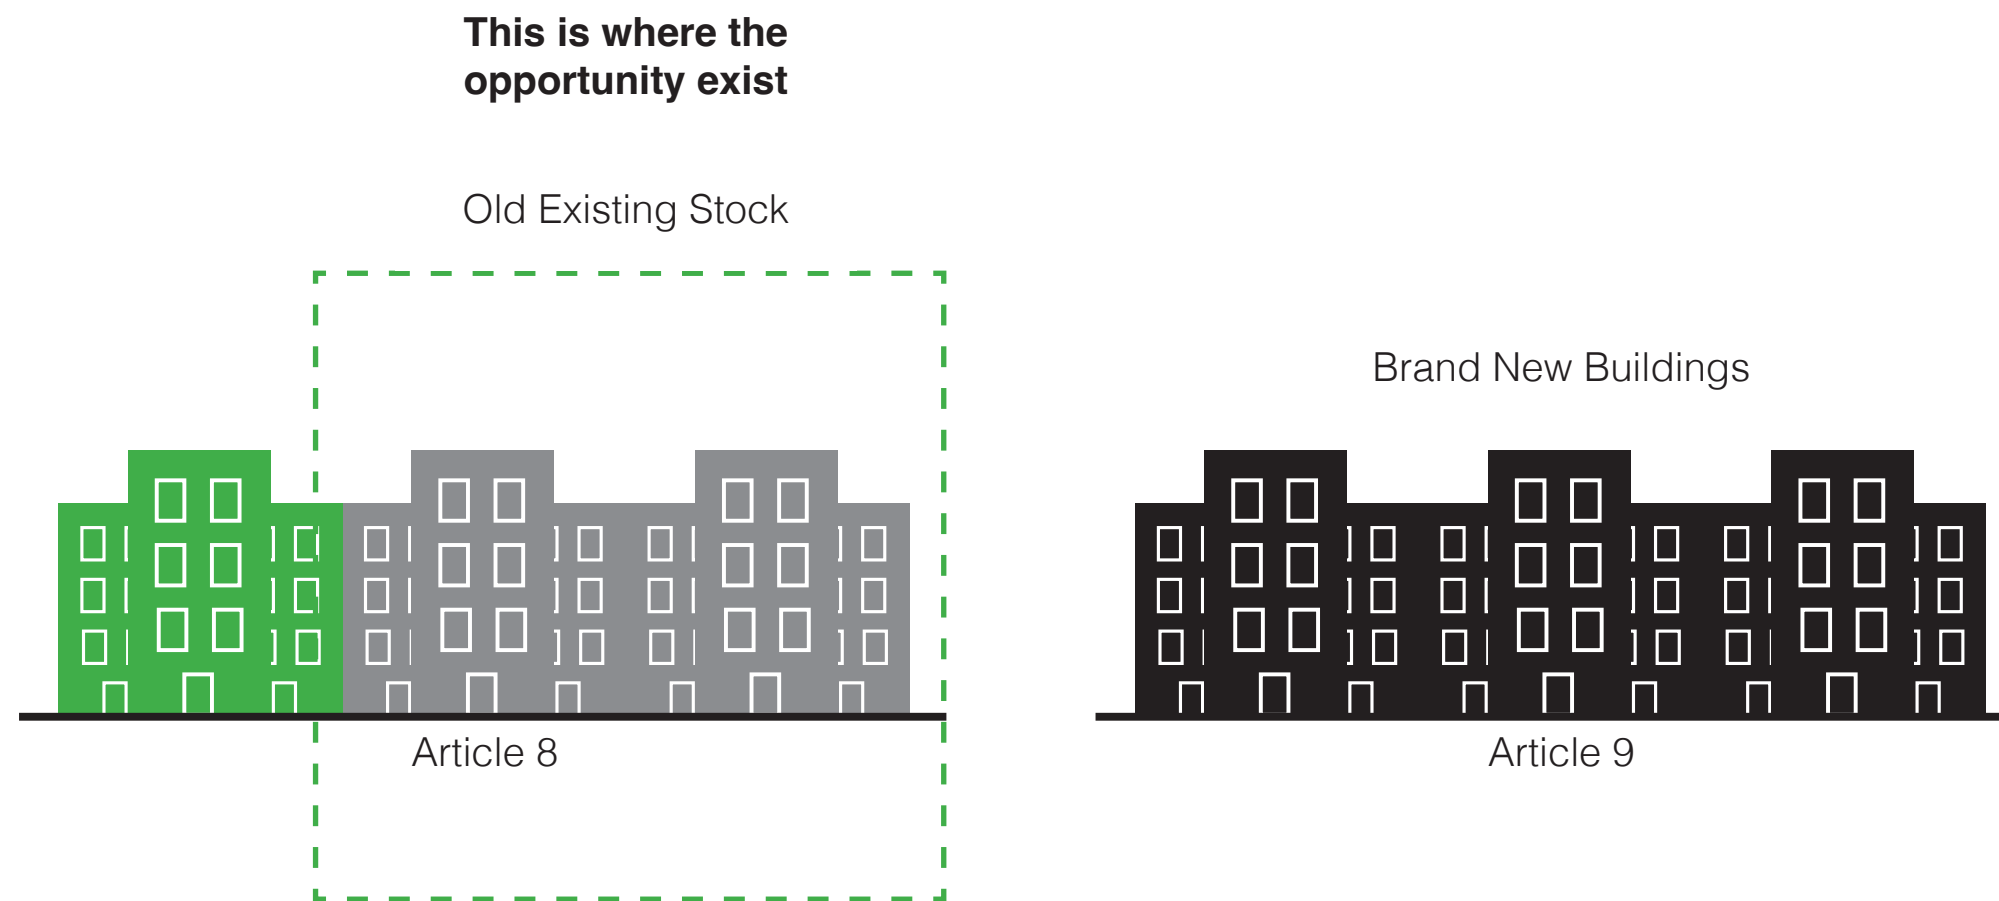 This is where the
opportunity exist
Old Existing Stock
Brand New Buildings
Article 8
Article 9